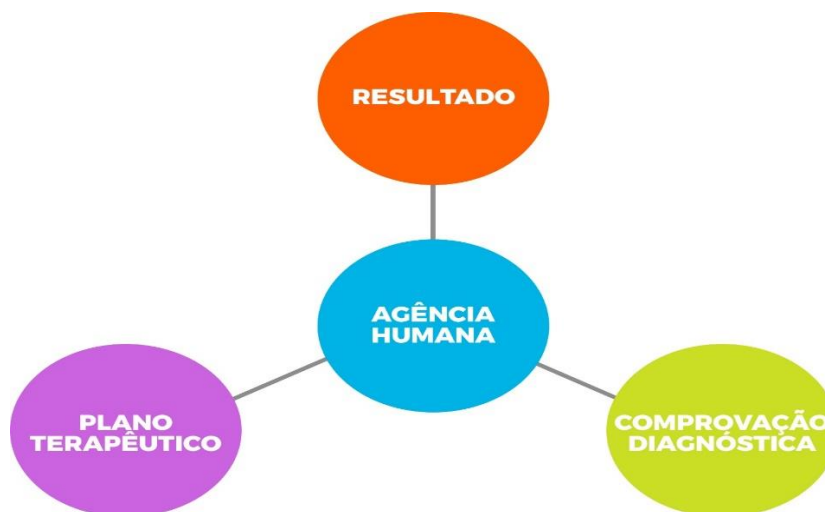 RESULTADO
AGÊNCIA
HUMANA
PLANO
TERAPÊUTICO
COMPROVAÇÃO
DIAGNÓSTICA